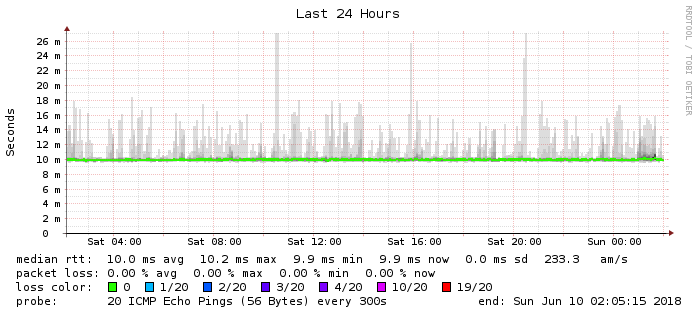 Last 24 Hours
RRDTOOL / TOBI OETIKER
Seconds
26 m
24 m
22 m
20 m
18 m
16 m
14 m
12 m
10 m
8 m
6 m
4 m
2 m
0
Sat 04:00 Sat 08:00 Sat 12:00 Sat 16:00 Sat 20:00 Sun 00:00
median rtt: 10.0 ms avg 10.2 ms max 9.9 ms min 9.9 ms now 0.0 ms sd 233.3 am/s
packet loss: 0.00 % avg 0.00 % max 0.00 % min 0.00 % now
loss color: 0 1/20 2/20 3/20 4/20 10/20 19/20
probe: 20 ICMP Echo Pings (56 Bytes) every 300s end: Sun Jun 10 02:05:15 2018